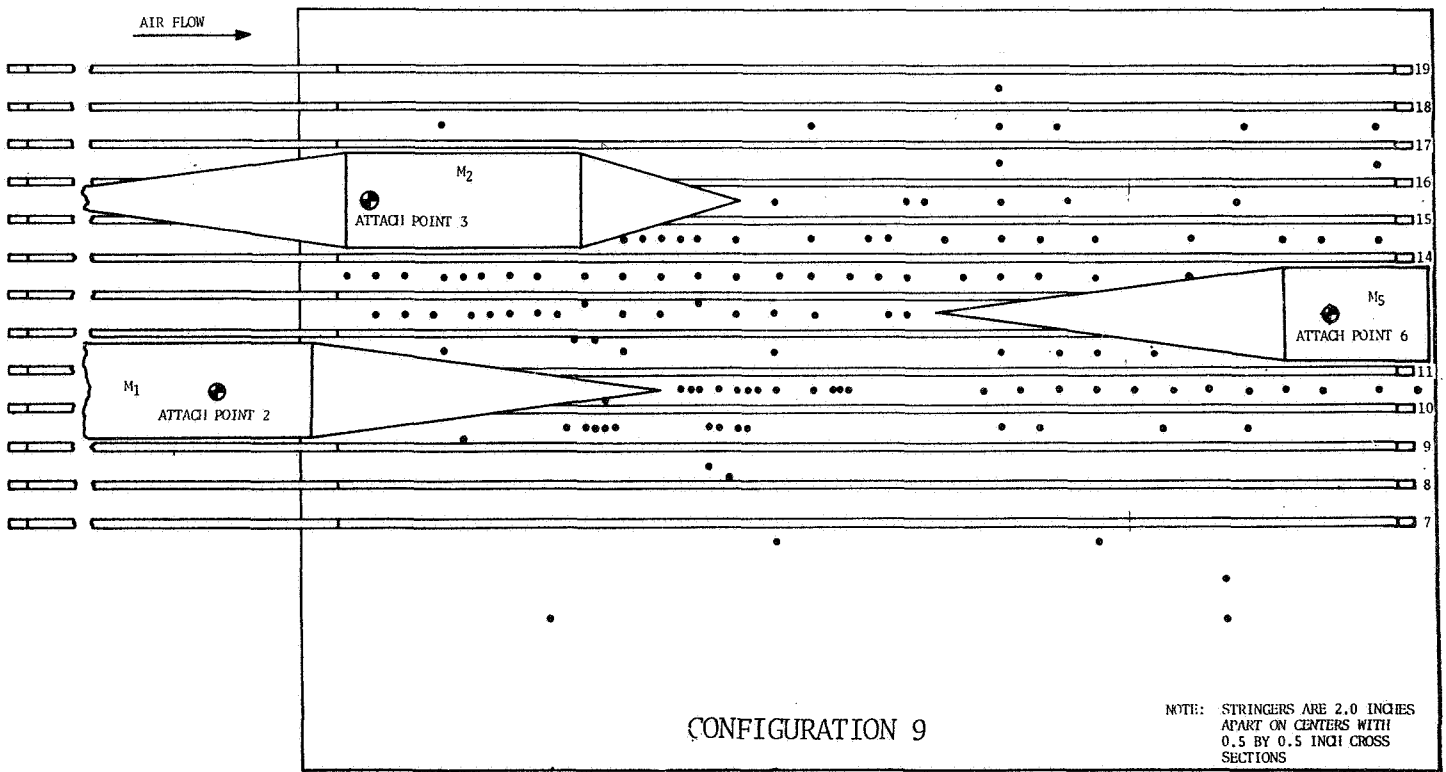 AIR FLOW
19
18
17
M2
16
ATTACH POINT 3
15
14
M5
ATTACH POINT 6
11
M1
ATTACH POINT 2
10
9
8
7
CONFIGURATION 9
NOTE: STRINGERS ARE 2.0 INCHES
APART ON CENTERS WITH
0.5 BY 0.5 INCH CROSS
SECTIONS